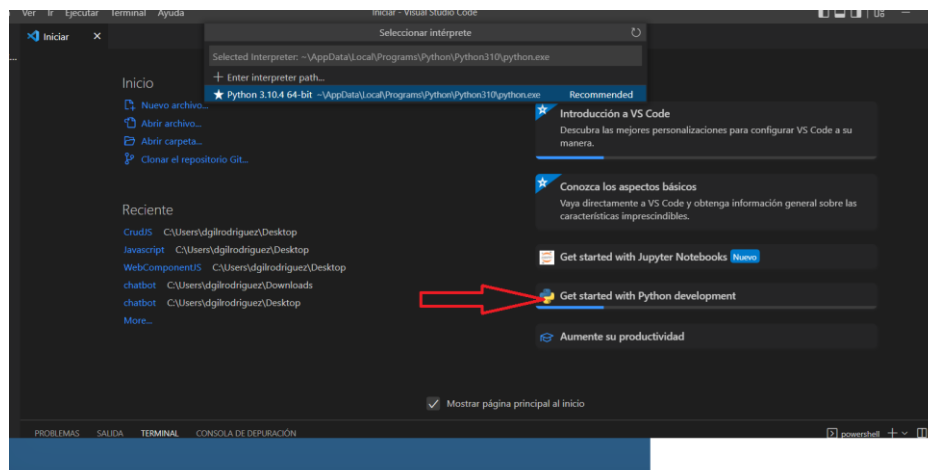 Ver Ir Ejecutar Terminal Ayuda
Iniciar - Visual Studio Code
Iniciar
Seleccionar intérprete
Selected Interpreter: ~\AppData\Local\Programs\Python\Python310\python.exe
Enter interpreter path...
Python 3.10.4 64-bit ~\AppData\Local\Programs\Python\Python310\python.exe Recommended
Inicio
Nuevo archivo...
Abrir archivo...
Abrir carpeta...
Clonar el repositorio Git...
Reciente
CrudJS C:\Users\dgilrodriguez\Desktop
Javascript C:\Users\dgilrodriguez\Desktop
WebComponentJS C:\Users\dgilrodriguez\Desktop
chatbot C:\Users\dgilrodriguez\Downloads
chatbot C:\Users\dgilrodriguez\Desktop
More...
Introducción a VS Code
Descubra las mejores personalizaciones para configurar VS Code a su
manera.
Conozca los aspectos básicos
Vaya directamente a VS Code y obtenga información general sobre las
características imprescindibles.
Get started with Jupyter Notebooks Nuevo
Get started with Python development
Aumente su productividad
Mostrar página principal al inicio
PROBLEMAS SALIDA TERMINAL CONSOLA DE DEPURACIÓN
powershell